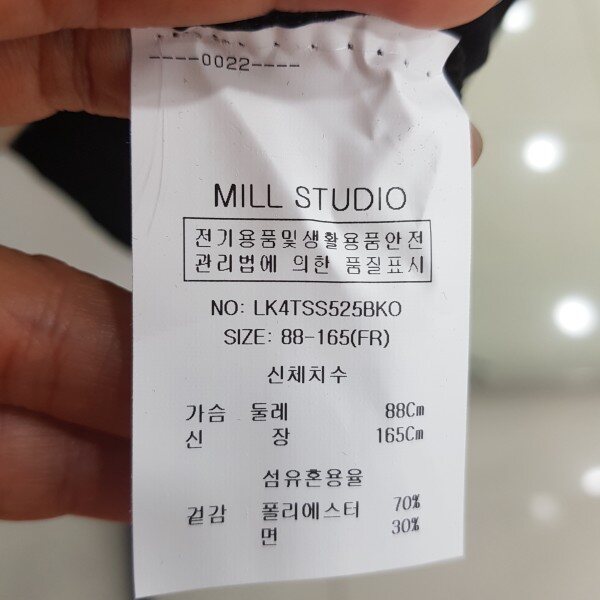 ----0022----
MILL STUDIO
전기용품및생활용품안전
관리법에 의한 품질표시
NO: LK4TSS525BKO
SIZE: 88-165(FR)
신체치수
가슴 둘레 88Cm
신 장 165Cm
섬유혼용율
겉감 폴리에스터 70%
면 30%